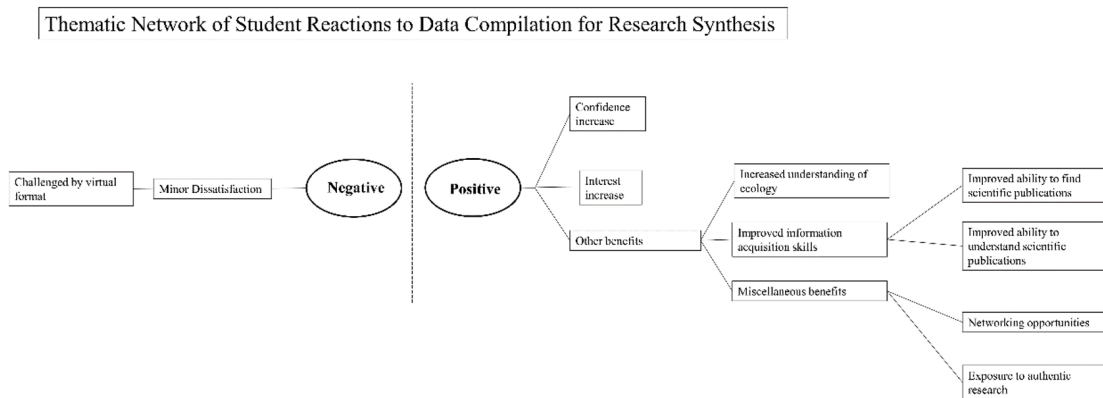 Thematic Network of Student Reactions to Data Compilation for Research Synthesis
Challenged by virtual
format
Minor Dissatisfaction
Negative
Positive
Confidence
increase
Interest
increase
Other benefits
Increased understanding of
ecology
Improved information
acquisition skills
Miscellaneous benefits
Improved ability to find
scientific publications
Improved ability to
understand scientific
publications
Networking opportunities
Exposure to authentic
research